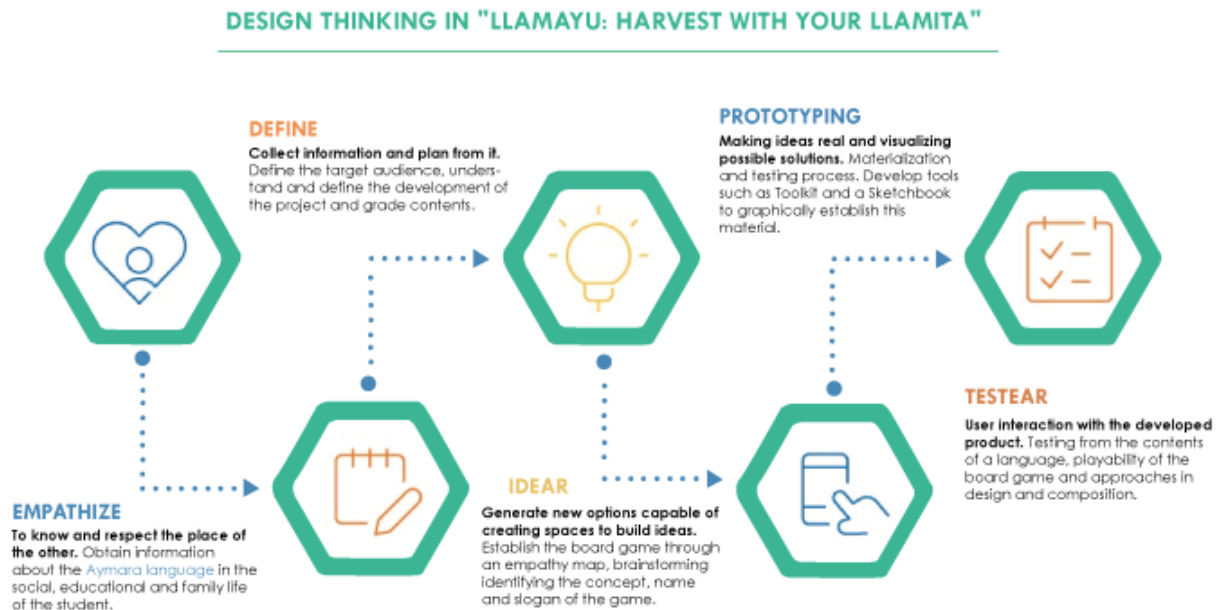 DESIGN THINKING IN "LLAMAYU: HARVEST WITH YOUR LLAMITA"
EMPATHIZE
To know and respect the place of
the other. Obtain information
about the Aymara language in the
social, educational and family life
of the student.
DEFINE
Collect information and plan from it.
Define the target audience, unders-
tand and define the development of
the project and grade contents.
IDEAR
Generate new options capable of
creating spaces to build ideas.
Establish the board game through
an empathy map, brainstorming
identifying the concept, name
and slogan of the game.
PROTOTYPING
Making ideas real and visualizing
possible solutions. Materialization
and testing process. Develop tools
such as Toolkit and a Sketchbook
to graphically establish this
material.
TESTEAR
User interaction with the developed
product. Testing from the contents
of a language, playability of the
board game and approaches in
design and composition.